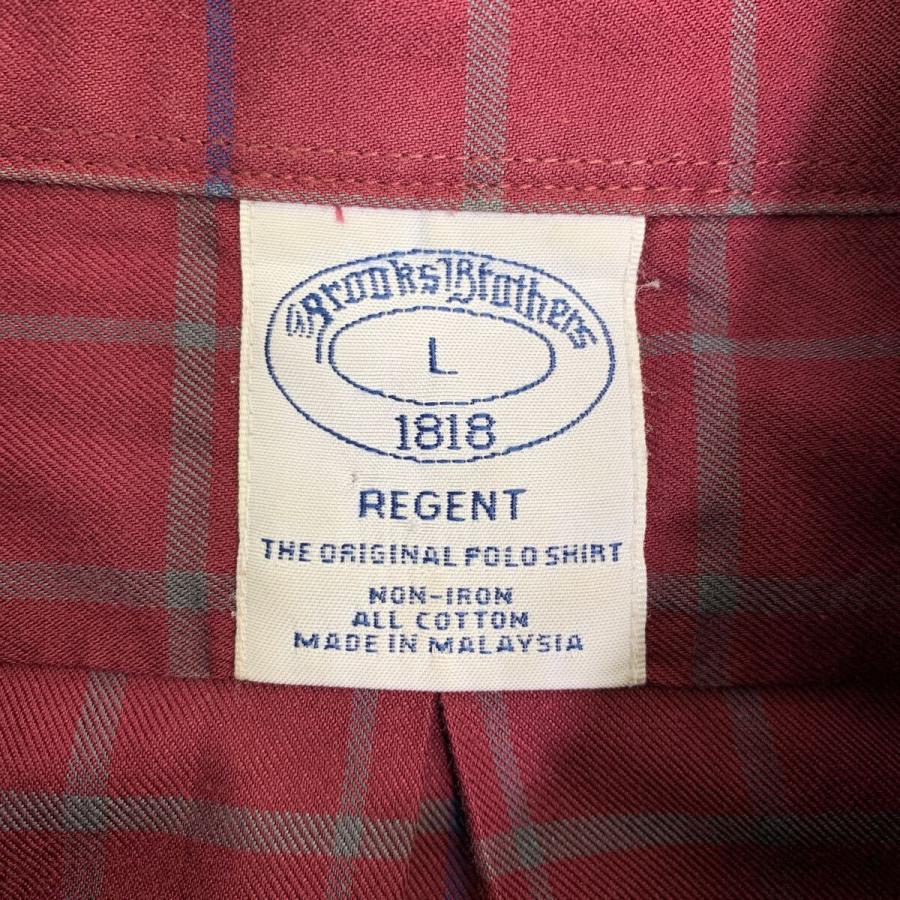 Brooks Brothers
L
1818
REGENT
THE ORIGINAL POLO SHIRT
NON-IRON
ALL COTTON
MADE IN MALAYSIA